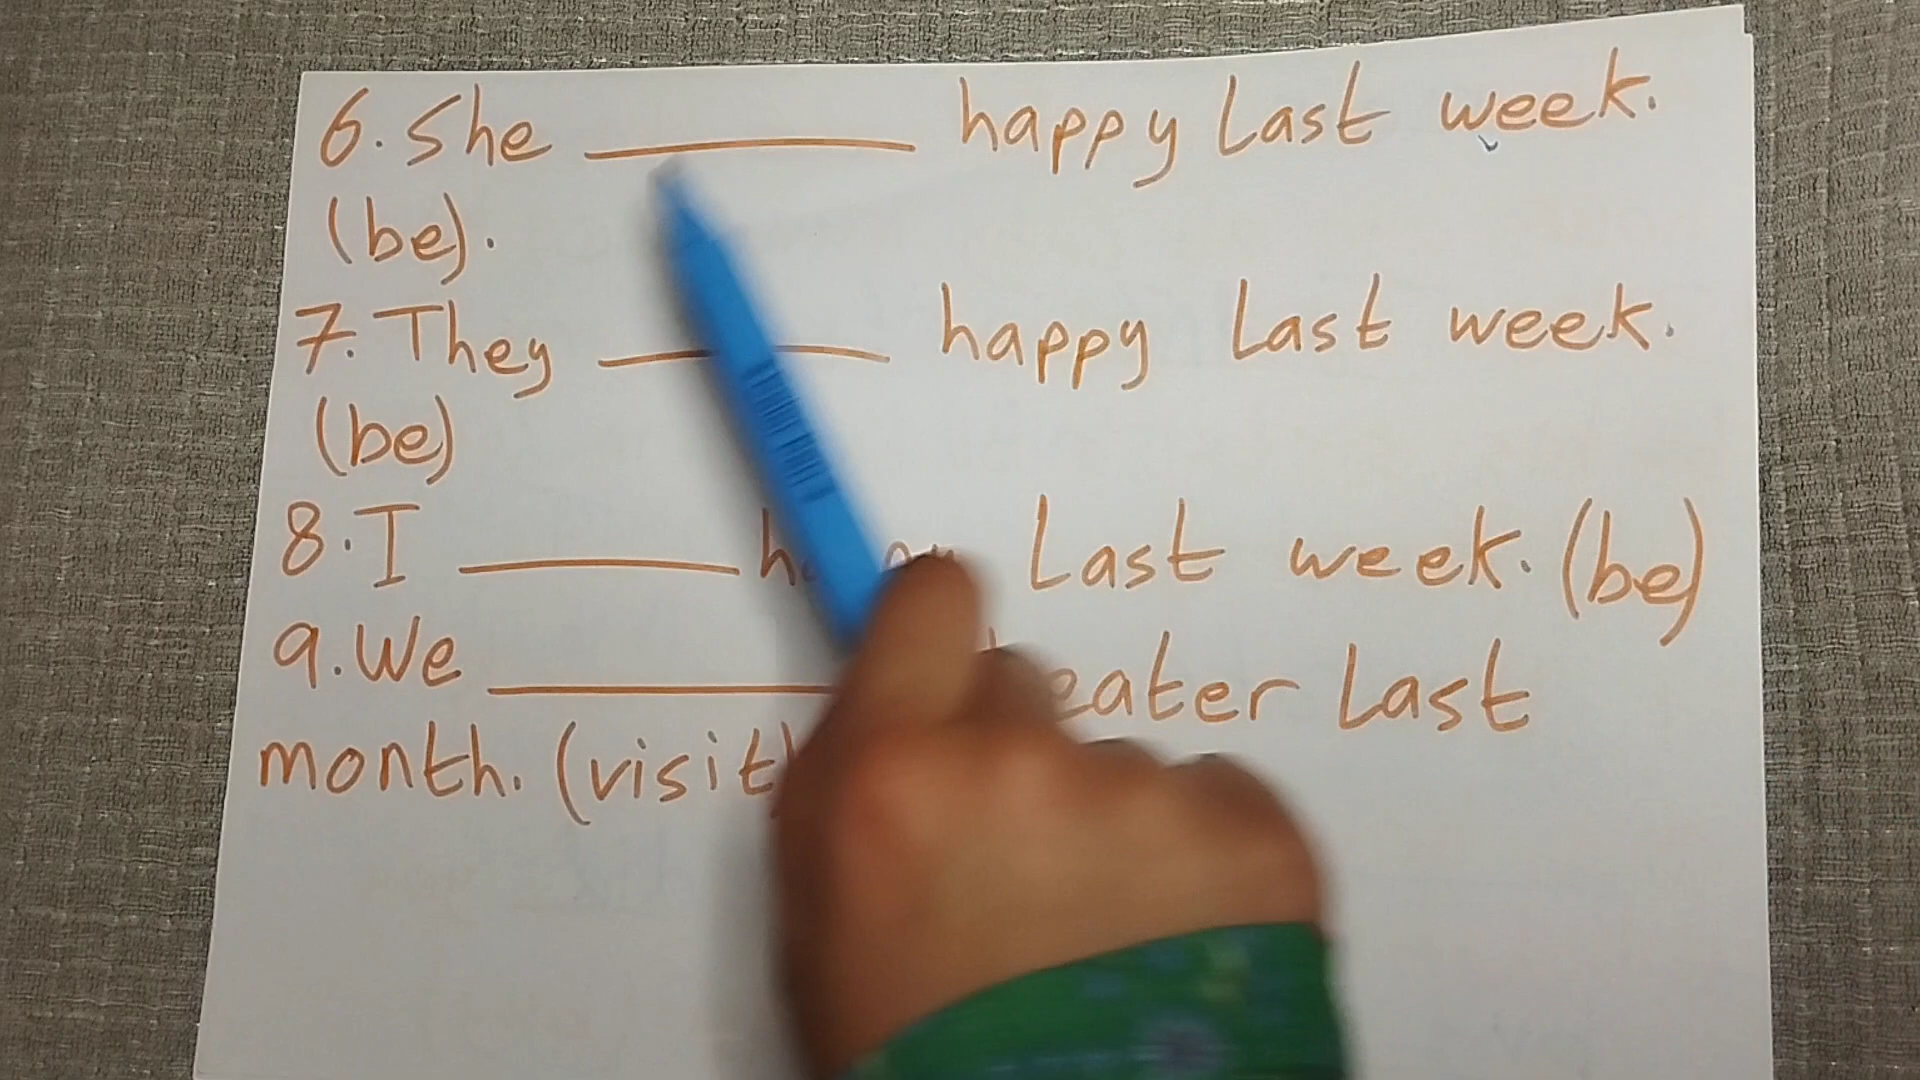 6. She ________ happy Last week.
(be).
7. They ________ happy Last week.
(be)
8. I ________ Last week. (be)
9. We ________ Last
month. (visit)